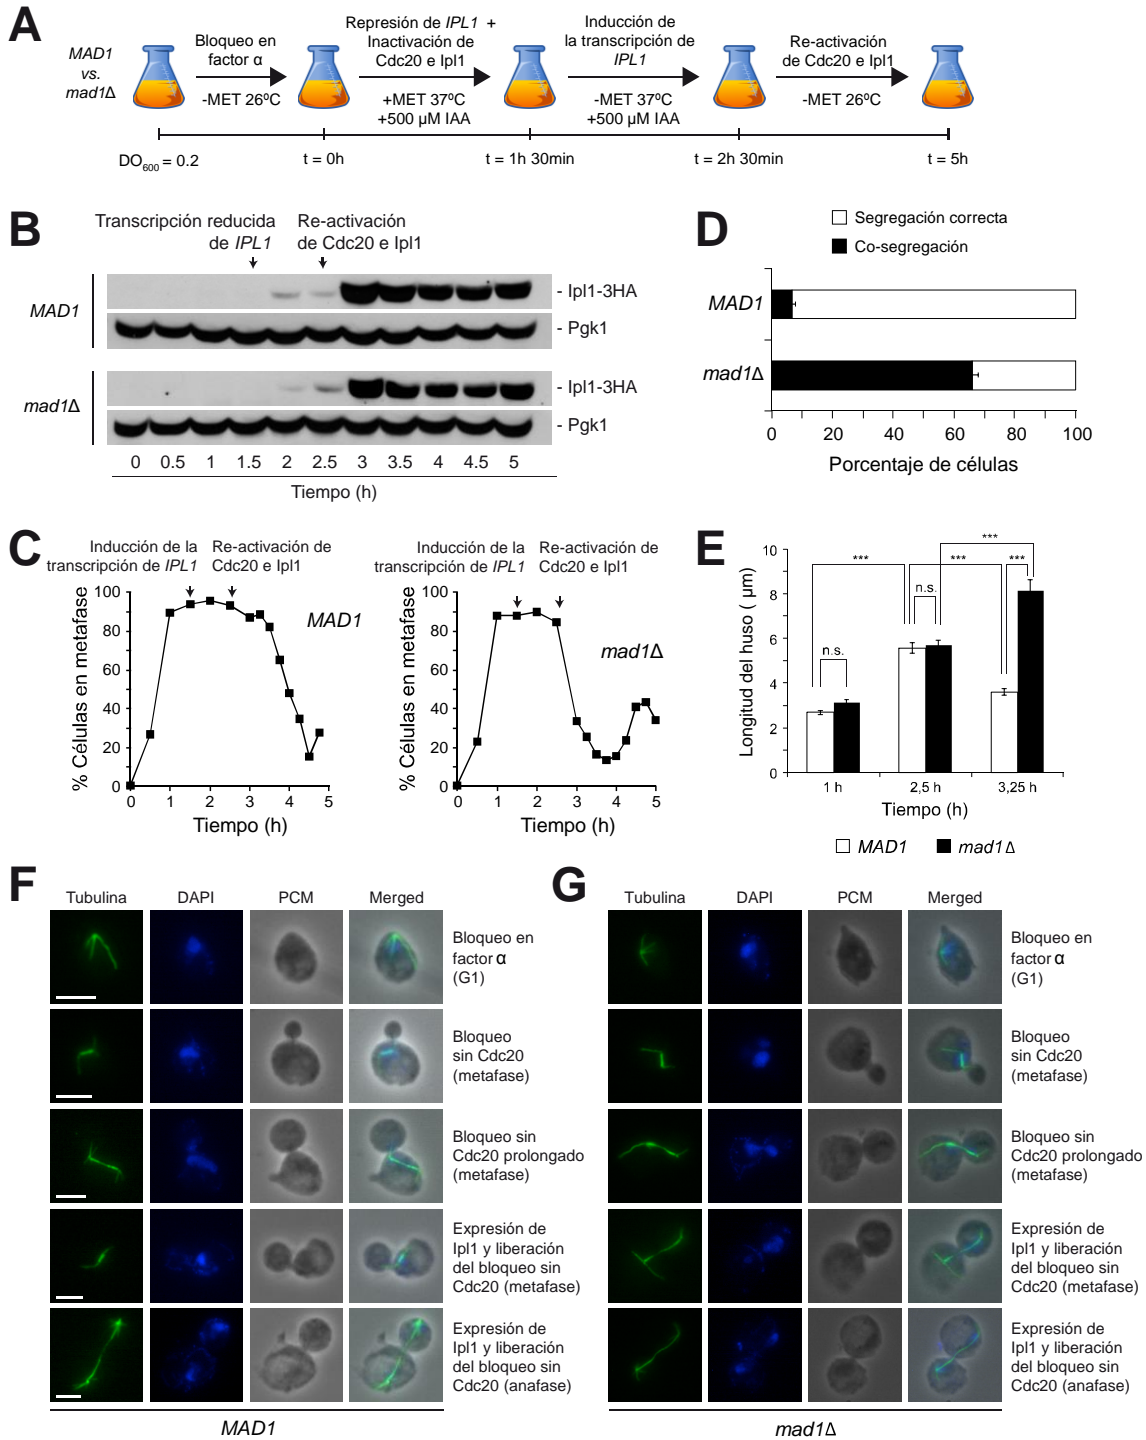 A
MAD1
vs.
mad1Δ
Bloqueo en
factor α
-MET 26ºC
Represión de IPL1 +
Inactivación de
Cdc20 e Ipl1
+MET 37ºC
+500 µM IAA
Inducción de
la transcripción de
IPL1
-MET 37ºC
+500 µM IAA
Re-activación
de Cdc20 e Ipl1
-MET 26ºC
DO600 = 0.2
t = 0h
t = 1h 30min
t = 2h 30min
t = 5h
B
Transcripción reducida
de IPL1
Re-activación
de Cdc20 e Ipl1
MAD1
- Ipl1-3HA
- Pgk1
mad1Δ
- Ipl1-3HA
- Pgk1
0 0.5 1 1.5 2 2.5 3 3.5 4 4.5 5
Tiempo (h)
D
Segregación correcta
Co-segregación
MAD1
mad1Δ
0 20 40 60 80 100
Porcentaje de células
C
Inducción de la
transcripción de IPL1
Re-activación de
Cdc20 e Ipl1
MAD1
% Células en metafase
100
80
60
40
20
0
0 1 2 3 4 5
Tiempo (h)
Inducción de la
transcripción de IPL1
Re-activación de
Cdc20 e Ipl1
mad1Δ
% Células en metafase
100
80
60
40
20
0
0 1 2 3 4 5
Tiempo (h)
E
Longitud del huso ( µm)
10
8
6
4
2
0
n.s.
***
n.s.
***
***
***
1 h 2,5 h 3,25 h
Tiempo (h)
MAD1 mad1Δ
F
Tubulina DAPI PCM Merged
Bloqueo en
factor α
(G1)
Bloqueo
sin Cdc20
(metafase)
Bloqueo sin
Cdc20 prolongado
(metafase)
Expresión de
Ipl1 y liberación
del bloqueo sin
Cdc20 (metafase)
Expresión de
Ipl1 y liberación
del bloqueo sin
Cdc20 (anafase)
MAD1
G
Tubulina DAPI PCM Merged
Bloqueo en
factor α
(G1)
Bloqueo
sin Cdc20
(metafase)
Bloqueo sin
Cdc20 prolongado
(metafase)
Expresión de
Ipl1 y liberación
del bloqueo sin
Cdc20 (metafase)
Expresión de
Ipl1 y liberación
del bloqueo sin
Cdc20 (anafase)
mad1Δ